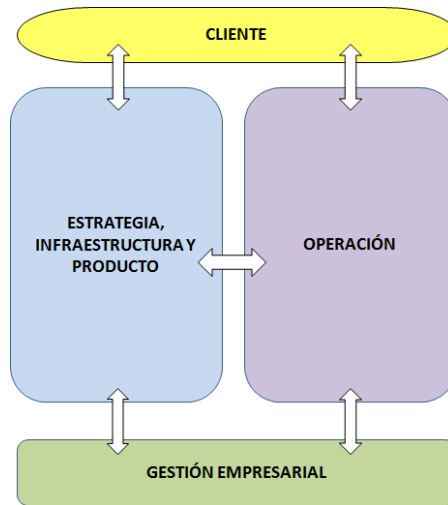 CLIENTE
ESTRATEGIA,
INFRAESTRUCTURA Y
PRODUCTO
OPERACIÓN
GESTIÓN EMPRESARIAL